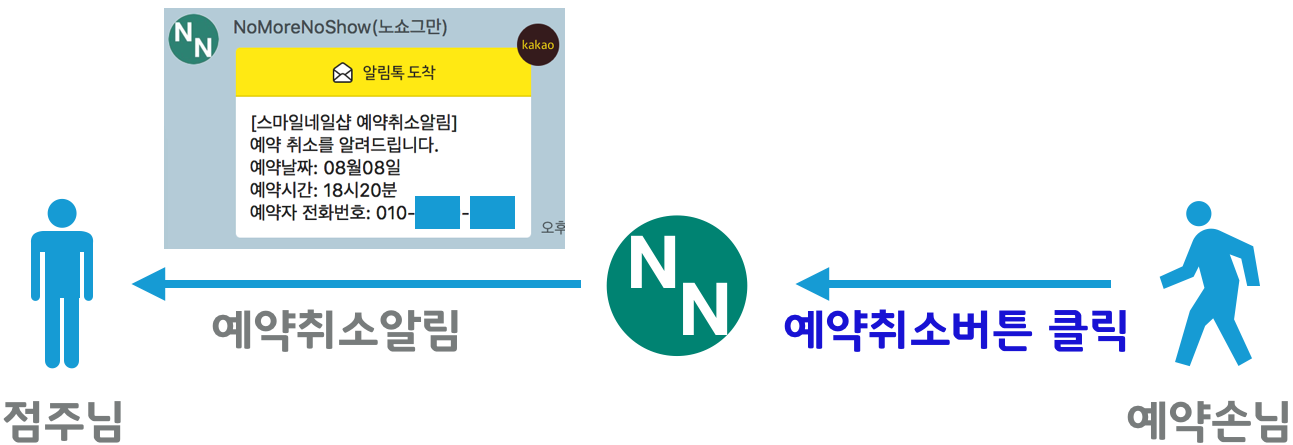 NN
NoMoreNoShow(노쇼그만)
kakao
알림톡 도착
[스마일네일샵 예약취소알림]
예약 취소를 알려드립니다.
예약날짜: 08월08일
예약시간: 18시20분
예약자 전화번호: 010- -
오후
NN
예약취소알림
예약취소버튼 클릭
점주님
예약손님